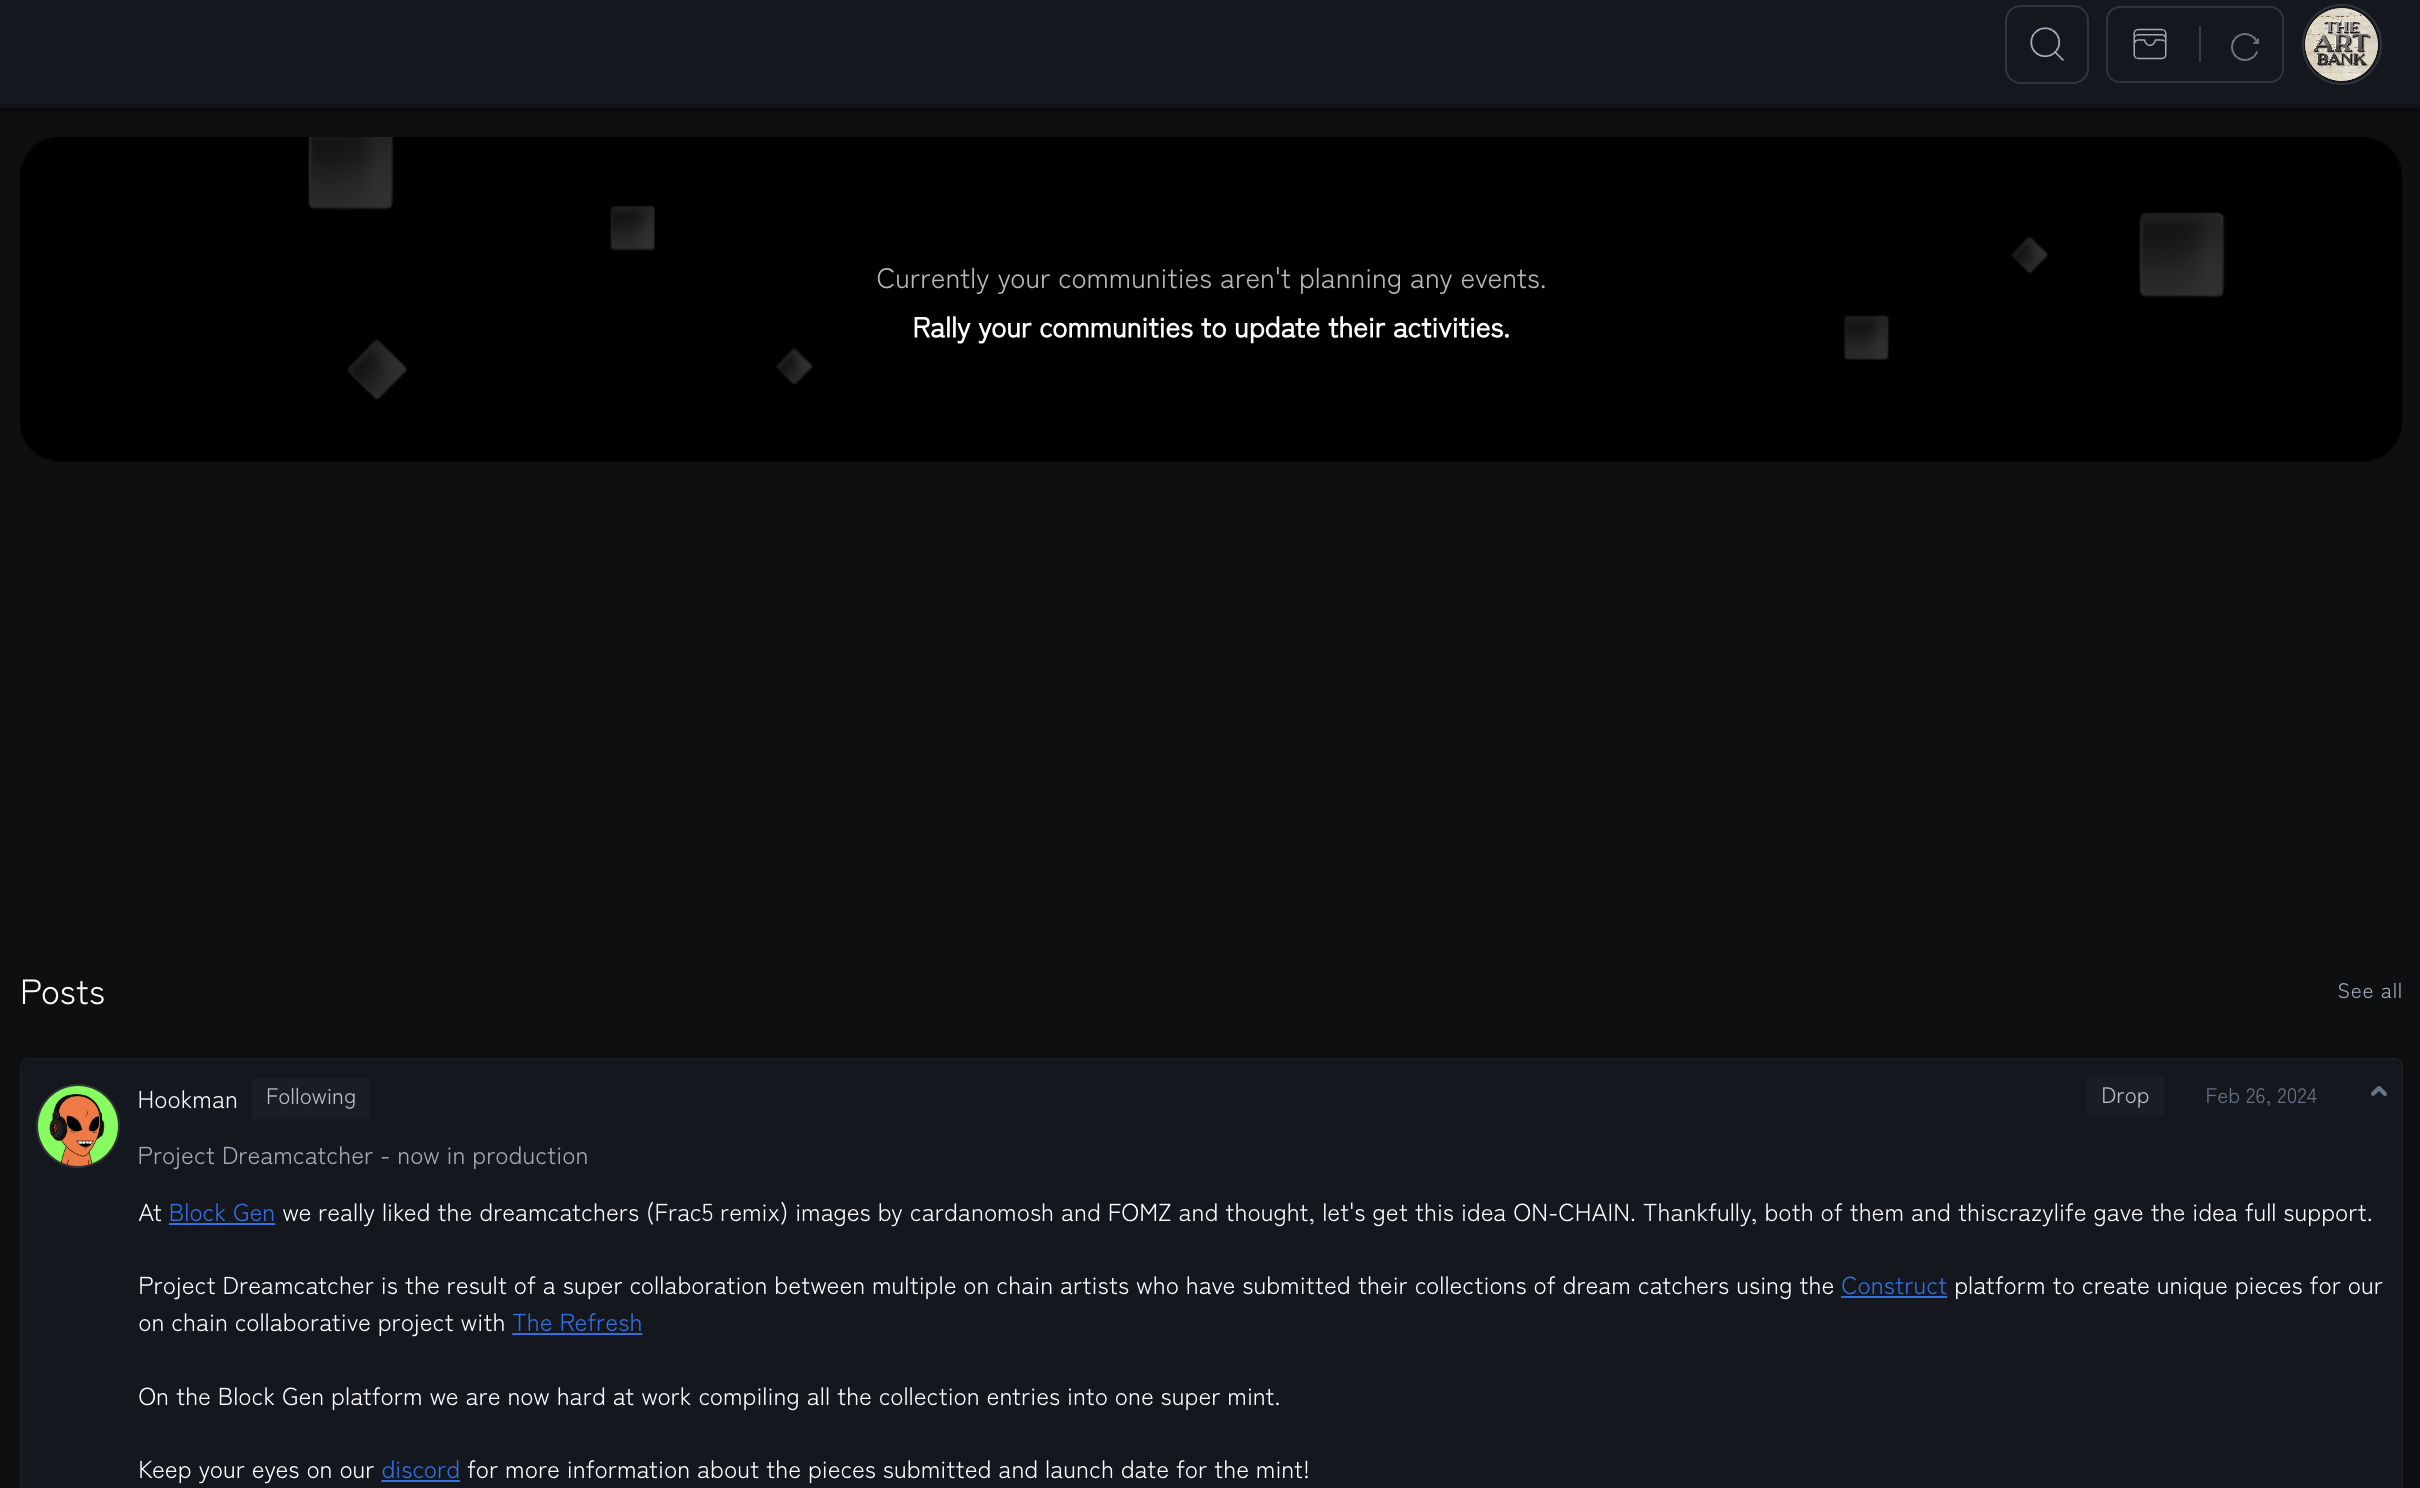 THE
ART
BANK
Currently your communities aren't planning any events.
Rally your communities to update their activities.
Posts
See all
Hookman
Following
Drop
Feb 26, 2024
Project Dreamcatcher - now in production
At Block Gen we really liked the dreamcatchers (Frac5 remix) images by cardanomosh and FOMZ and thought, let's get this idea ON-CHAIN. Thankfully, both of them and thiscrazylife gave the idea full support.
Project Dreamcatcher is the result of a super collaboration between multiple on chain artists who have submitted their collections of dream catchers using the Construct platform to create unique pieces for our
on chain collaborative project with The Refresh
On the Block Gen platform we are now hard at work compiling all the collection entries into one super mint.
Keep your eyes on our discord for more information about the pieces submitted and launch date for the mint!